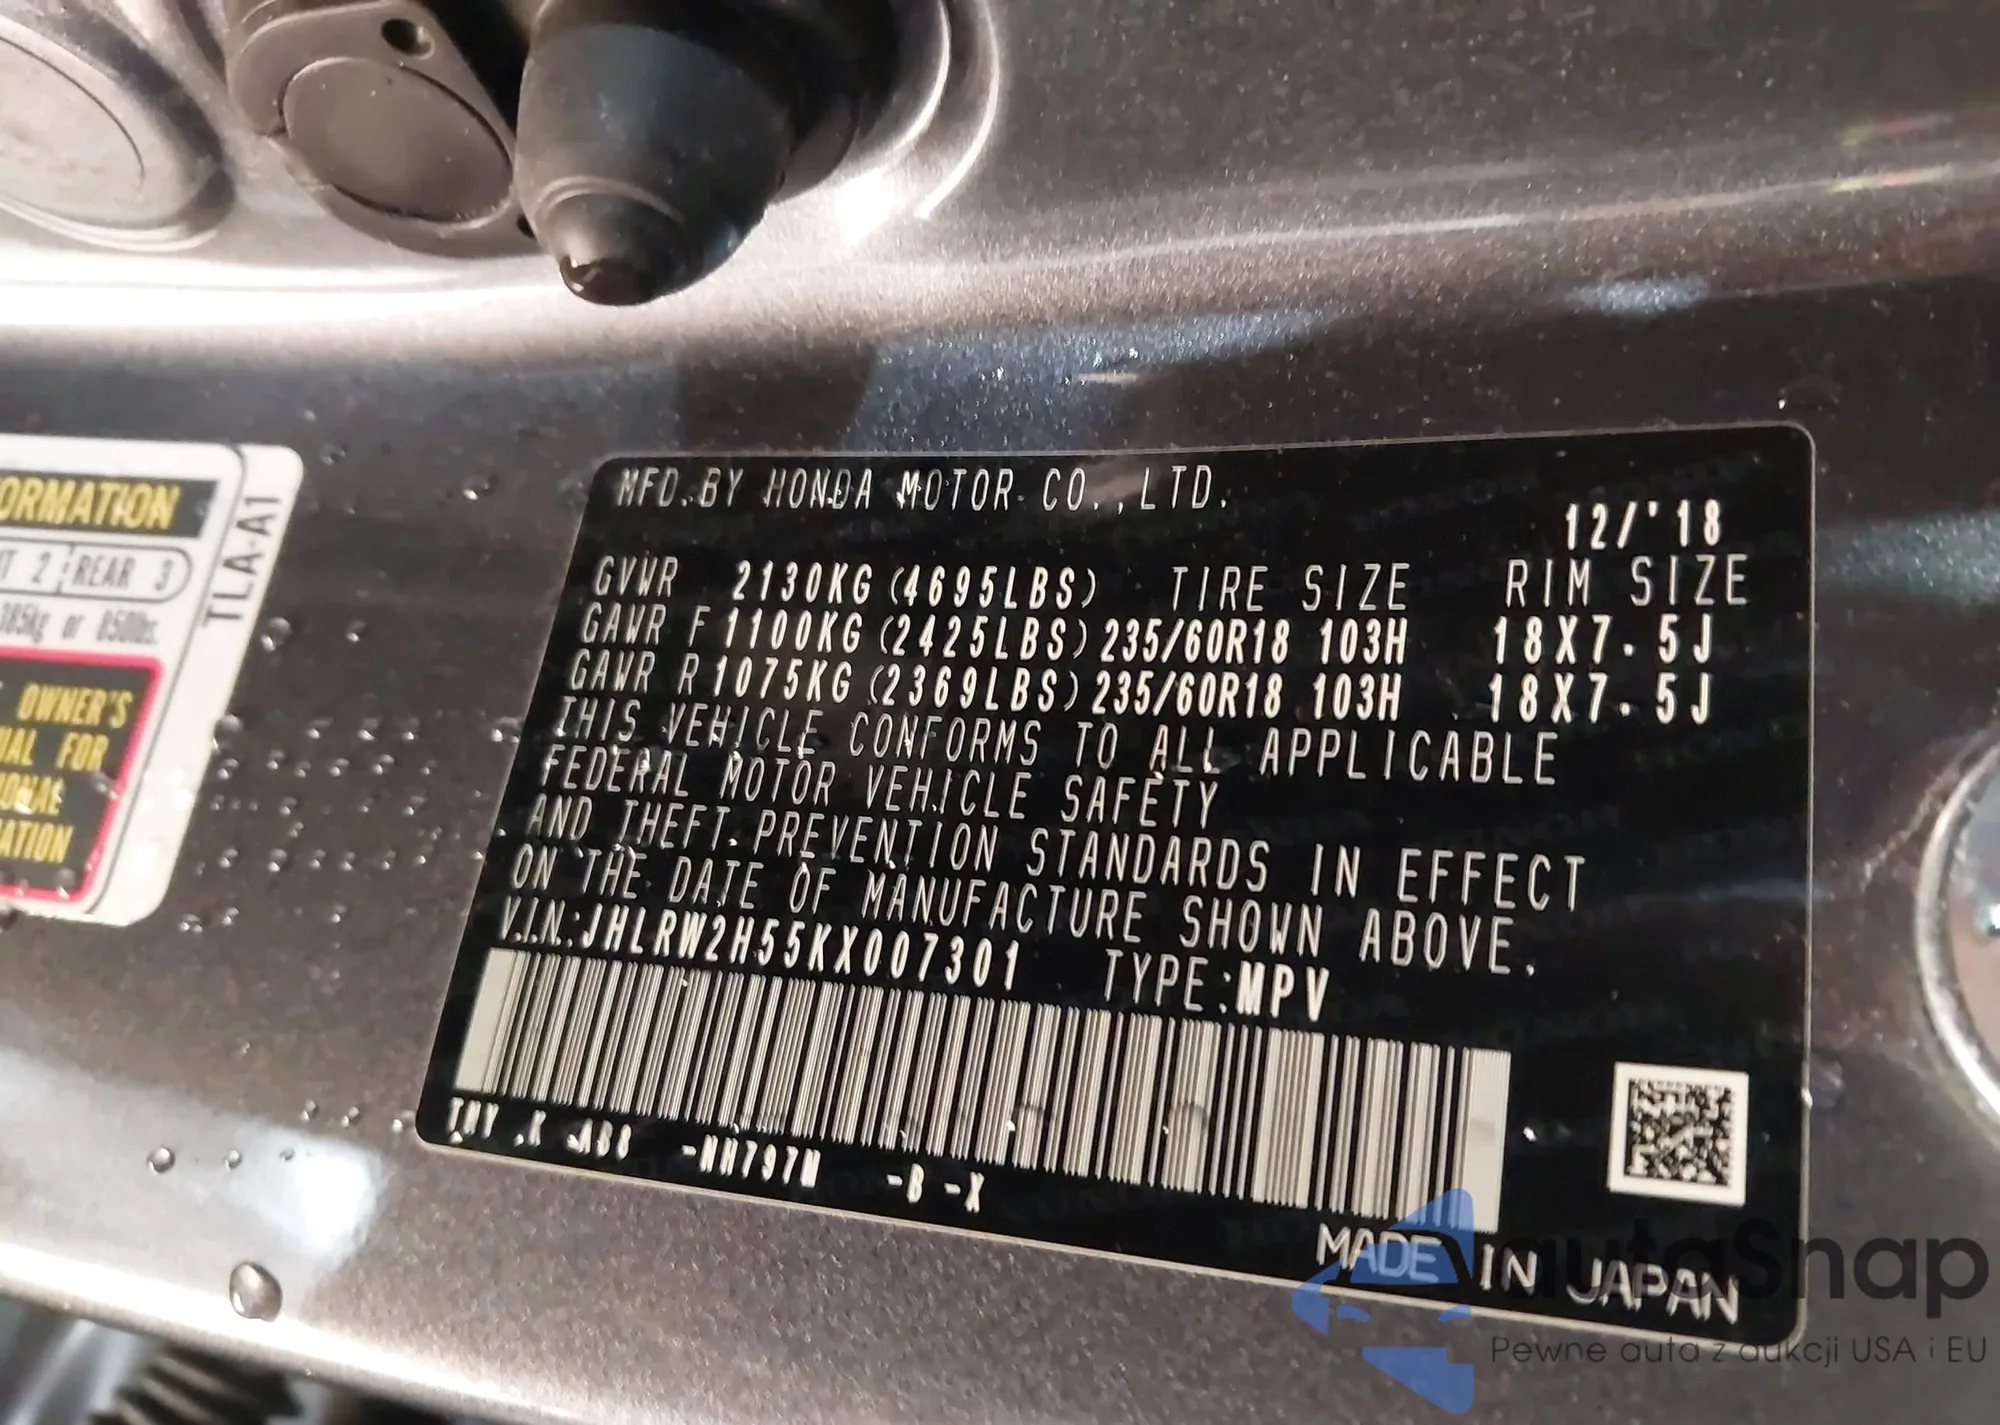 ORMATION
T 2 REAR 3
385kg or 850lbs.
TLA-A1
OWNER'S
FOR
MFD. BY HONDA MOTOR CO., LTD.
12/'18
GVWR 2130KG (4695LBS) TIRE SIZE RIM SIZE
GAWR F 1100KG (2425LBS) 235/60R18 103H 18X7.5J
GAWR R 1075KG (2369LBS) 235/60R18 103H 18X7.5J
THIS VEHICLE CONFORMS TO ALL APPLICABLE
FEDERAL MOTOR VEHICLE SAFETY
AND THEFT PREVENTION STANDARDS IN EFFECT
ON THE DATE OF MANUFACTURE SHOWN ABOVE.
V.I.N.:JHLRW2H55KX007301 TYPE:MPV
-NH797M -B -X
MADE IN JAPAN
autaSnap
Pewne auta z aukcji USA i EU